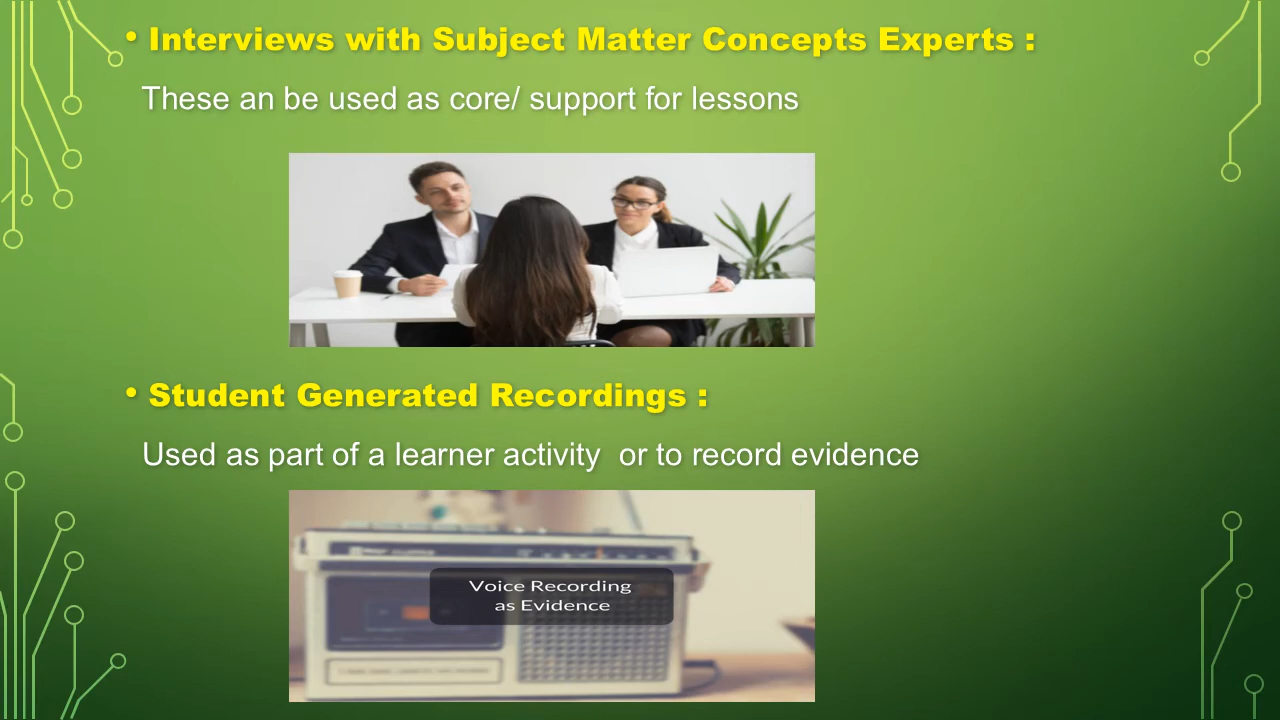 • Interviews with Subject Matter Concepts Experts :
These an be used as core/ support for lessons
• Student Generated Recordings :
Used as part of a learner activity  or to record evidence
Voice Recording
as Evidence